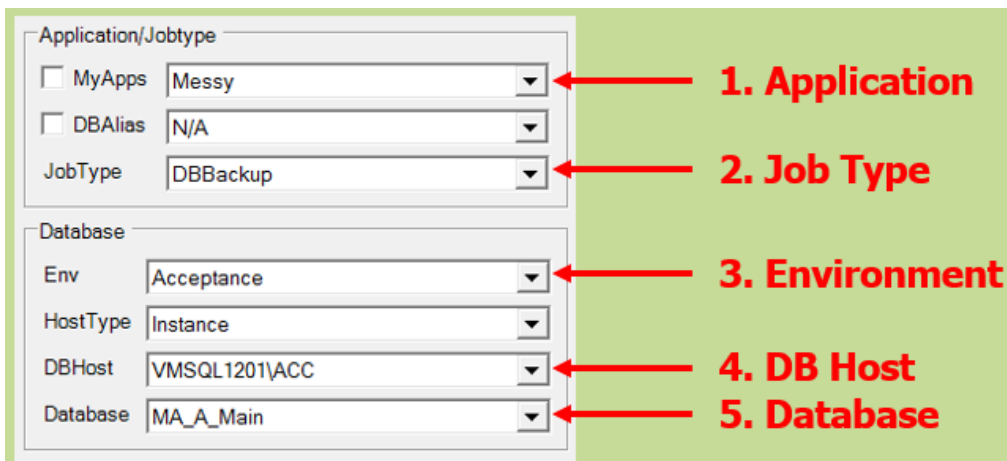 Application/Jobtype
MyApps Messy 1. Application
DBAlias N/A
JobType DBBackup 2. Job Type
Database
Env Acceptance 3. Environment
HostType Instance
DBHost VMSQL1201\ACC 4. DB Host
Database MA_A_Main 5. Database